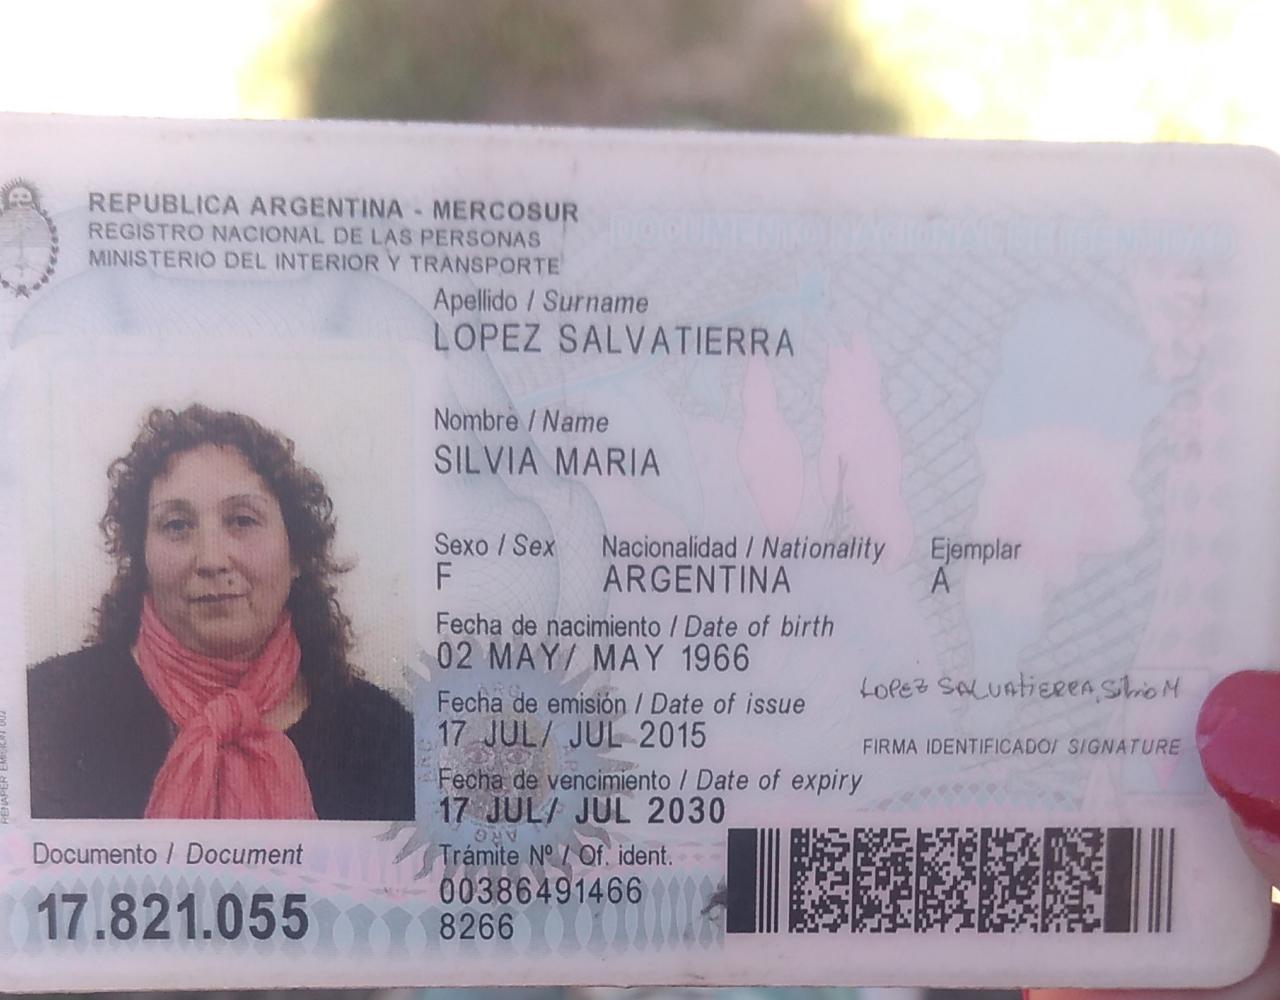 REPUBLICA ARGENTINA - MERCOSUR
REGISTRO NACIONAL DE LAS PERSONAS
MINISTERIO DEL INTERIOR Y TRANSPORTE
DOCUMENTO NACIONAL DE IDENTIDAD
Apellido / Surname
LOPEZ SALVATIERRA
Nombre / Name
SILVIA MARIA
Sexo / Sex Nacionalidad / Nationality Ejemplar
F ARGENTINA A
Fecha de nacimiento / Date of birth
02 MAY/ MAY 1966
Fecha de emisión / Date of issue
17 JUL/ JUL 2015
LOPEZ SALVATIERRA, Silvia M
FIRMA IDENTIFICADO/ SIGNATURE
Fecha de vencimiento / Date of expiry
17 JUL/ JUL 2030
Documento / Document
17.821.055
Trámite Nº / Of. ident.
00386491466
8266